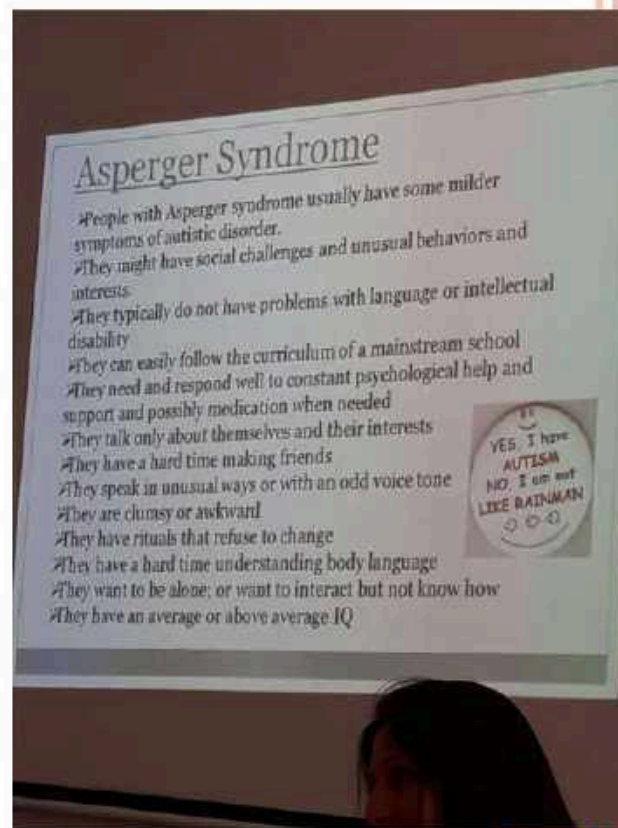 Asperger Syndrome
➤People with Asperger syndrome usually have some milder
symptoms of autistic disorder.
➤They might have social challenges and unusual behaviors and
interests.
➤They typically do not have problems with language or intellectual
disability
➤They can easily follow the curriculum of a mainstream school
➤They need and respond well to constant psychological help and
support and possibly medication when needed
➤They talk only about themselves and their interests
➤They have a hard time making friends
➤They speak in unusual ways or with an odd voice tone
➤They are clumsy or awkward
➤They have rituals that refuse to change
➤They have a hard time understanding body language
➤They want to be alone; or want to interact but not know how
➤They have an average or above average IQ
YES, I have
AUTISM
NO, I am not
LIKE RAINMAN